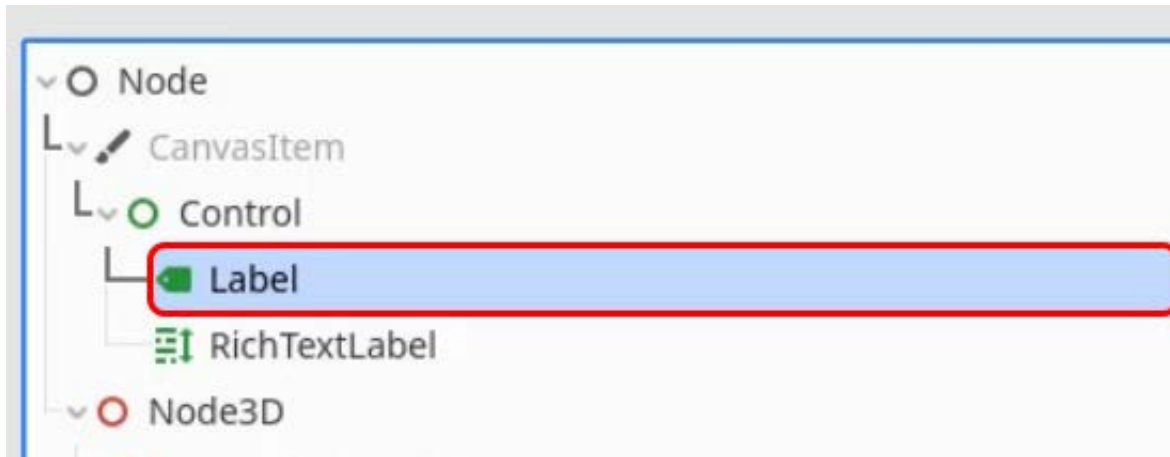 Node
CanvasItem
Control
Label
RichTextLabel
Node3D